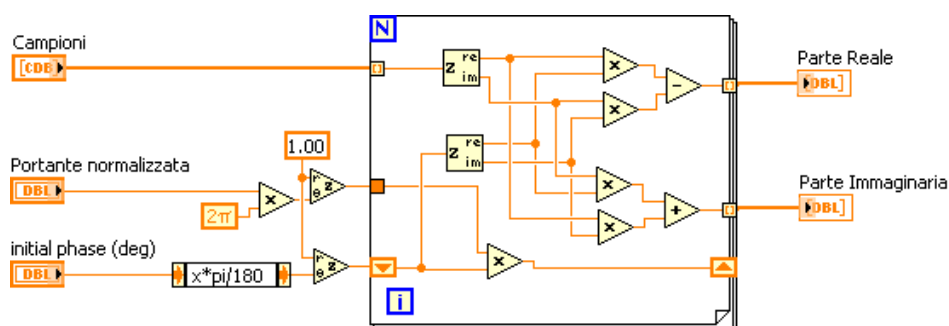 N
Campioni
[CDB]
re
z
im
x
x
-
Parte Reale
DBL]
1.00
re
z
im
Portante normalizzata
DBL
x
2π
r
θ z
x
x
+
Parte Immaginaria
DBL]
initial phase (deg)
DBL
x*pi/180
r
θ z
x
i